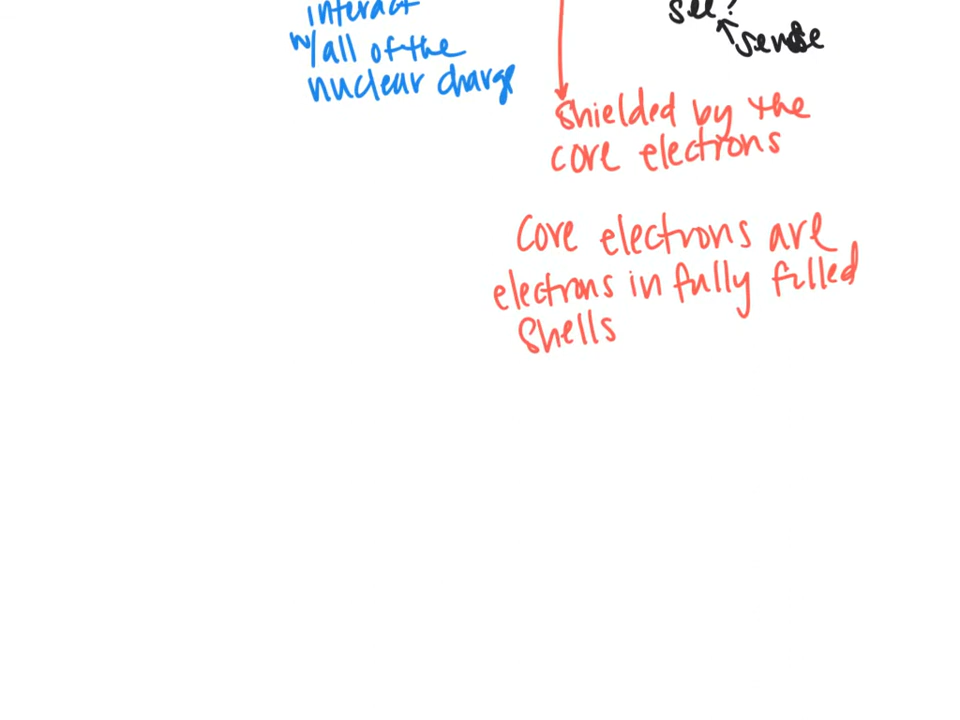 interact
w/all of the
nuclear charge
see?
sense
shielded by the
core electrons
Core electrons are
electrons in fully filled
shells